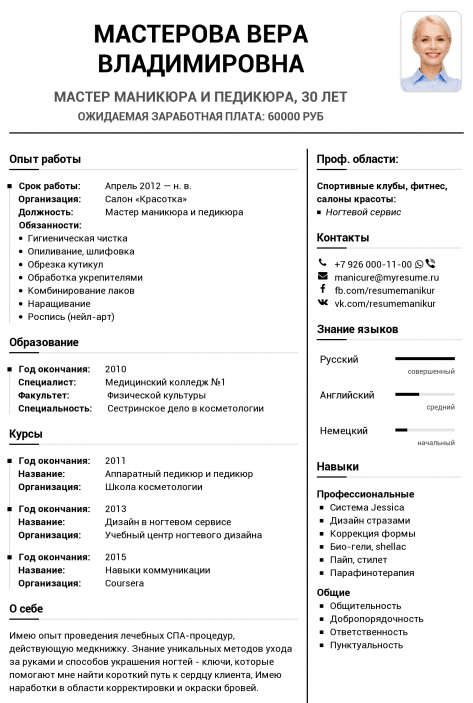 МАСТЕРОВА ВЕРА
ВЛАДИМИРОВНА
МАСТЕР МАНИКЮРА И ПЕДИКЮРА, 30 ЛЕТ
ОЖИДАЕМАЯ ЗАРАБОТНАЯ ПЛАТА: 60000 РУБ
Опыт работы
Срок работы: Апрель 2012 — н. в.
Организация: Салон «Красотка»
Должность: Мастер маникюра и педикюра
Обязанности:
Гигиеническая чистка
Опиливание, шлифовка
Обрезка кутикул
Обработка укрепителями
Комбинирование лаков
Наращивание
Роспись (нейл-арт)
Образование
Год окончания: 2010
Специалист: Медицинский колледж №1
Факультет: Физической культуры
Специальность: Сестринское дело в косметологии
Курсы
Год окончания: 2011
Название: Аппаратный педикюр и педикюр
Организация: Школа косметологии
Год окончания: 2013
Название: Дизайн в ногтевом сервисе
Организация: Учебный центр ногтевого дизайна
Год окончания: 2015
Название: Навыки коммуникации
Организация: Coursera
О себе
Имею опыт проведения лечебных СПА-процедур,
действующую медкнижку. Знание уникальных методов ухода
за руками и способов украшения ногтей - ключи, которые
помогают мне найти короткий путь к сердцу клиента, Имею
наработки в области корректировки и окраски бровей.
Проф. области:
Спортивные клубы, фитнес,
салоны красоты:
Ногтевой сервис
Контакты
+7 926 000-11-00
manicure@myresume.ru
fb.com/resumemanikur
vk.com/resumemanikur
Знание языков
Русский
совершенный
Английский
средний
Немецкий
начальный
Навыки
Профессиональные
Система Jessica
Дизайн стразами
Коррекция формы
Био-гели, shellac
Пайп, стилет
Парафинотерапия
Общие
Общительность
Добропорядочность
Ответственность
Пунктуальность